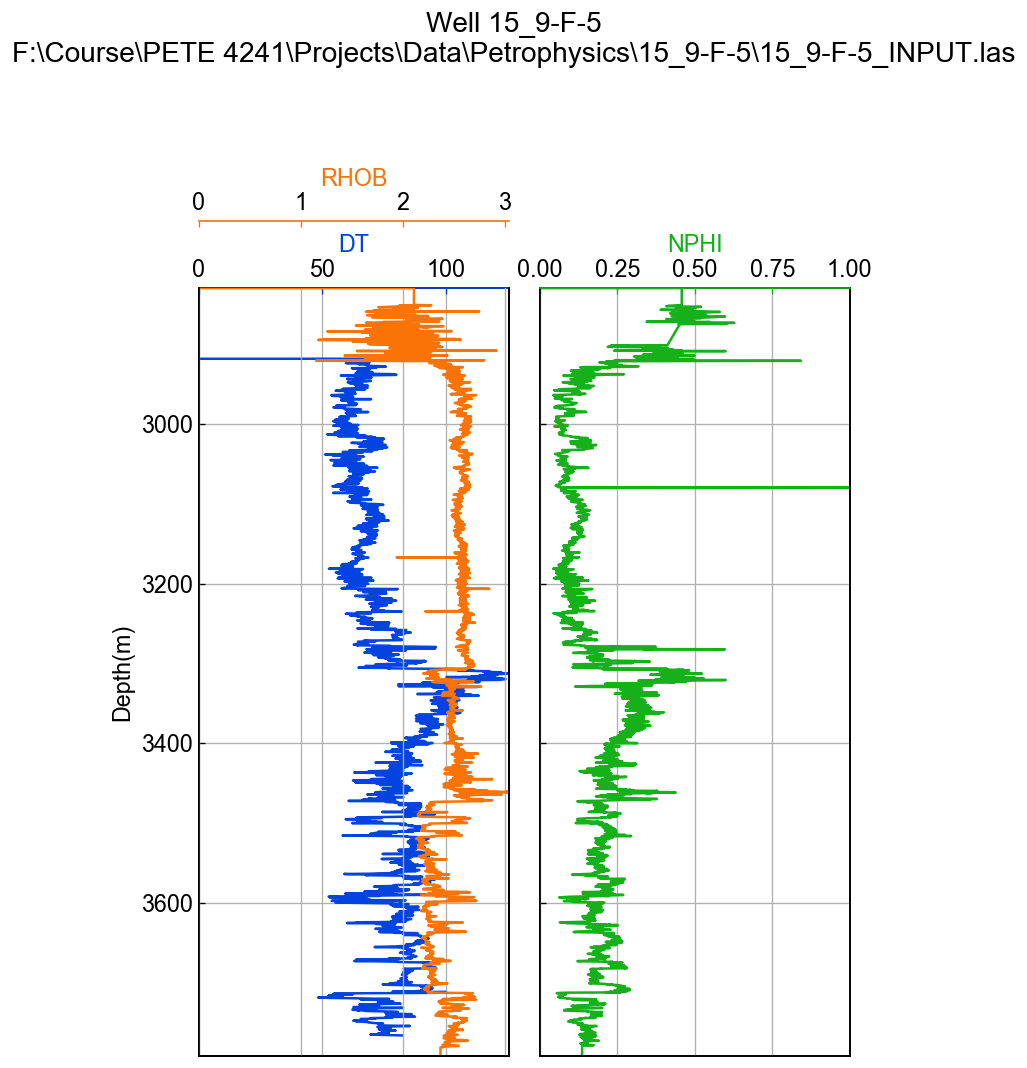 Well 15_9-F-5
F:\Course\PETE 4241\Projects\Data\Petrophysics\15_9-F-5\15_9-F-5_INPUT.las
RHOB
0 1 2 3
DT
0 50 100
NPHI
0.00 0.25 0.50 0.75 1.00
3000
3200
3400
3600
Depth(m)